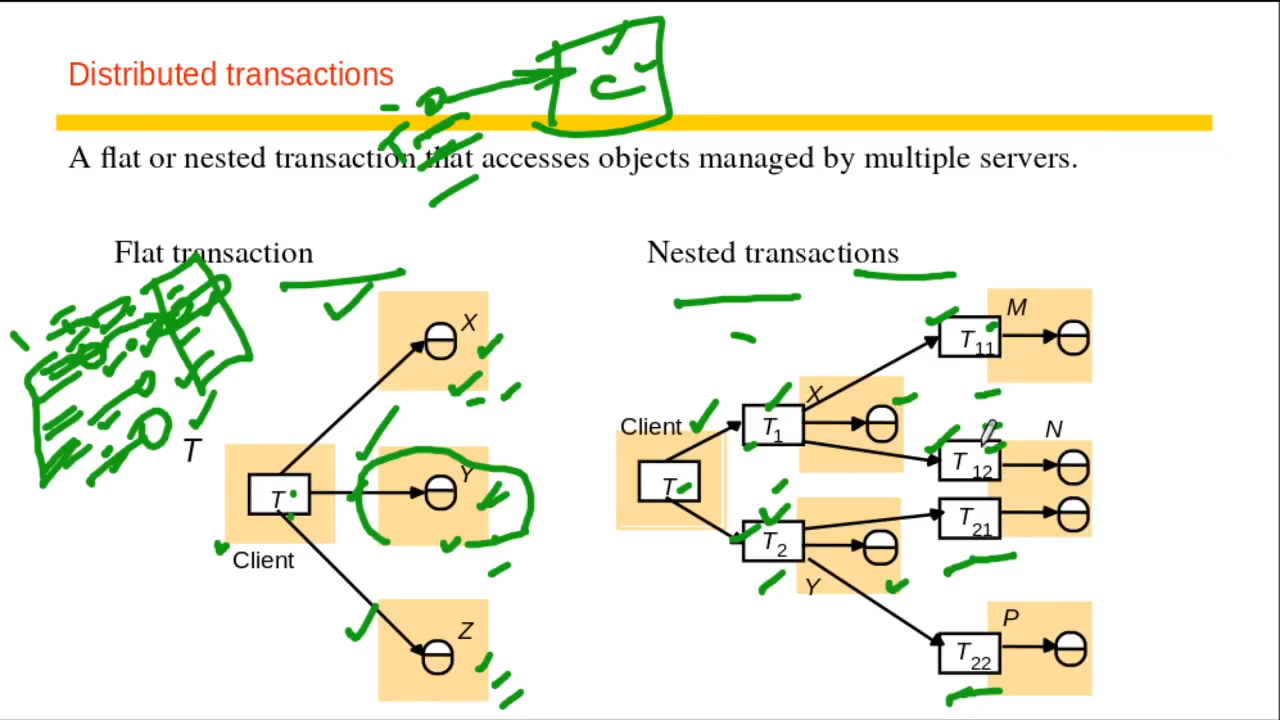 Distributed transactions
C
A flat or nested transaction that accesses objects managed by multiple servers.
Flat transaction
Nested transactions
X
Y
T
T
Client
Z
Client
T
T1
X
T2
Y
T11
M
T12
N
T21
T22
P